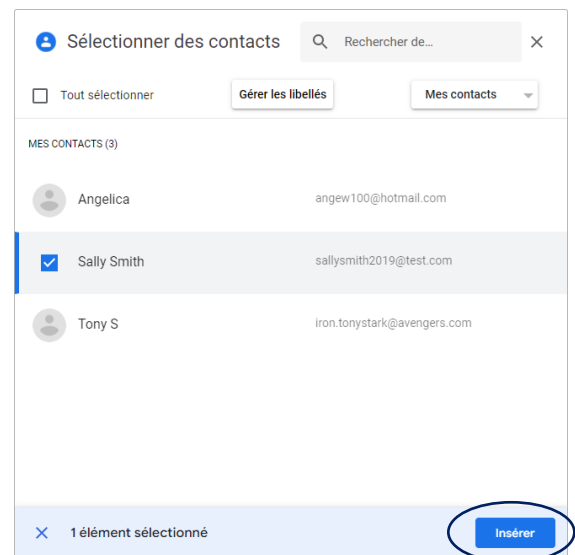 Sélectionner des contacts
Rechercher de...
Tout sélectionner
Gérer les libellés
Mes contacts
MES CONTACTS (3)
Angelica angew100@hotmail.com
Sally Smith sallysmith2019@test.com
Tony S iron.tonystark@avengers.com
1 élément sélectionné
Insérer